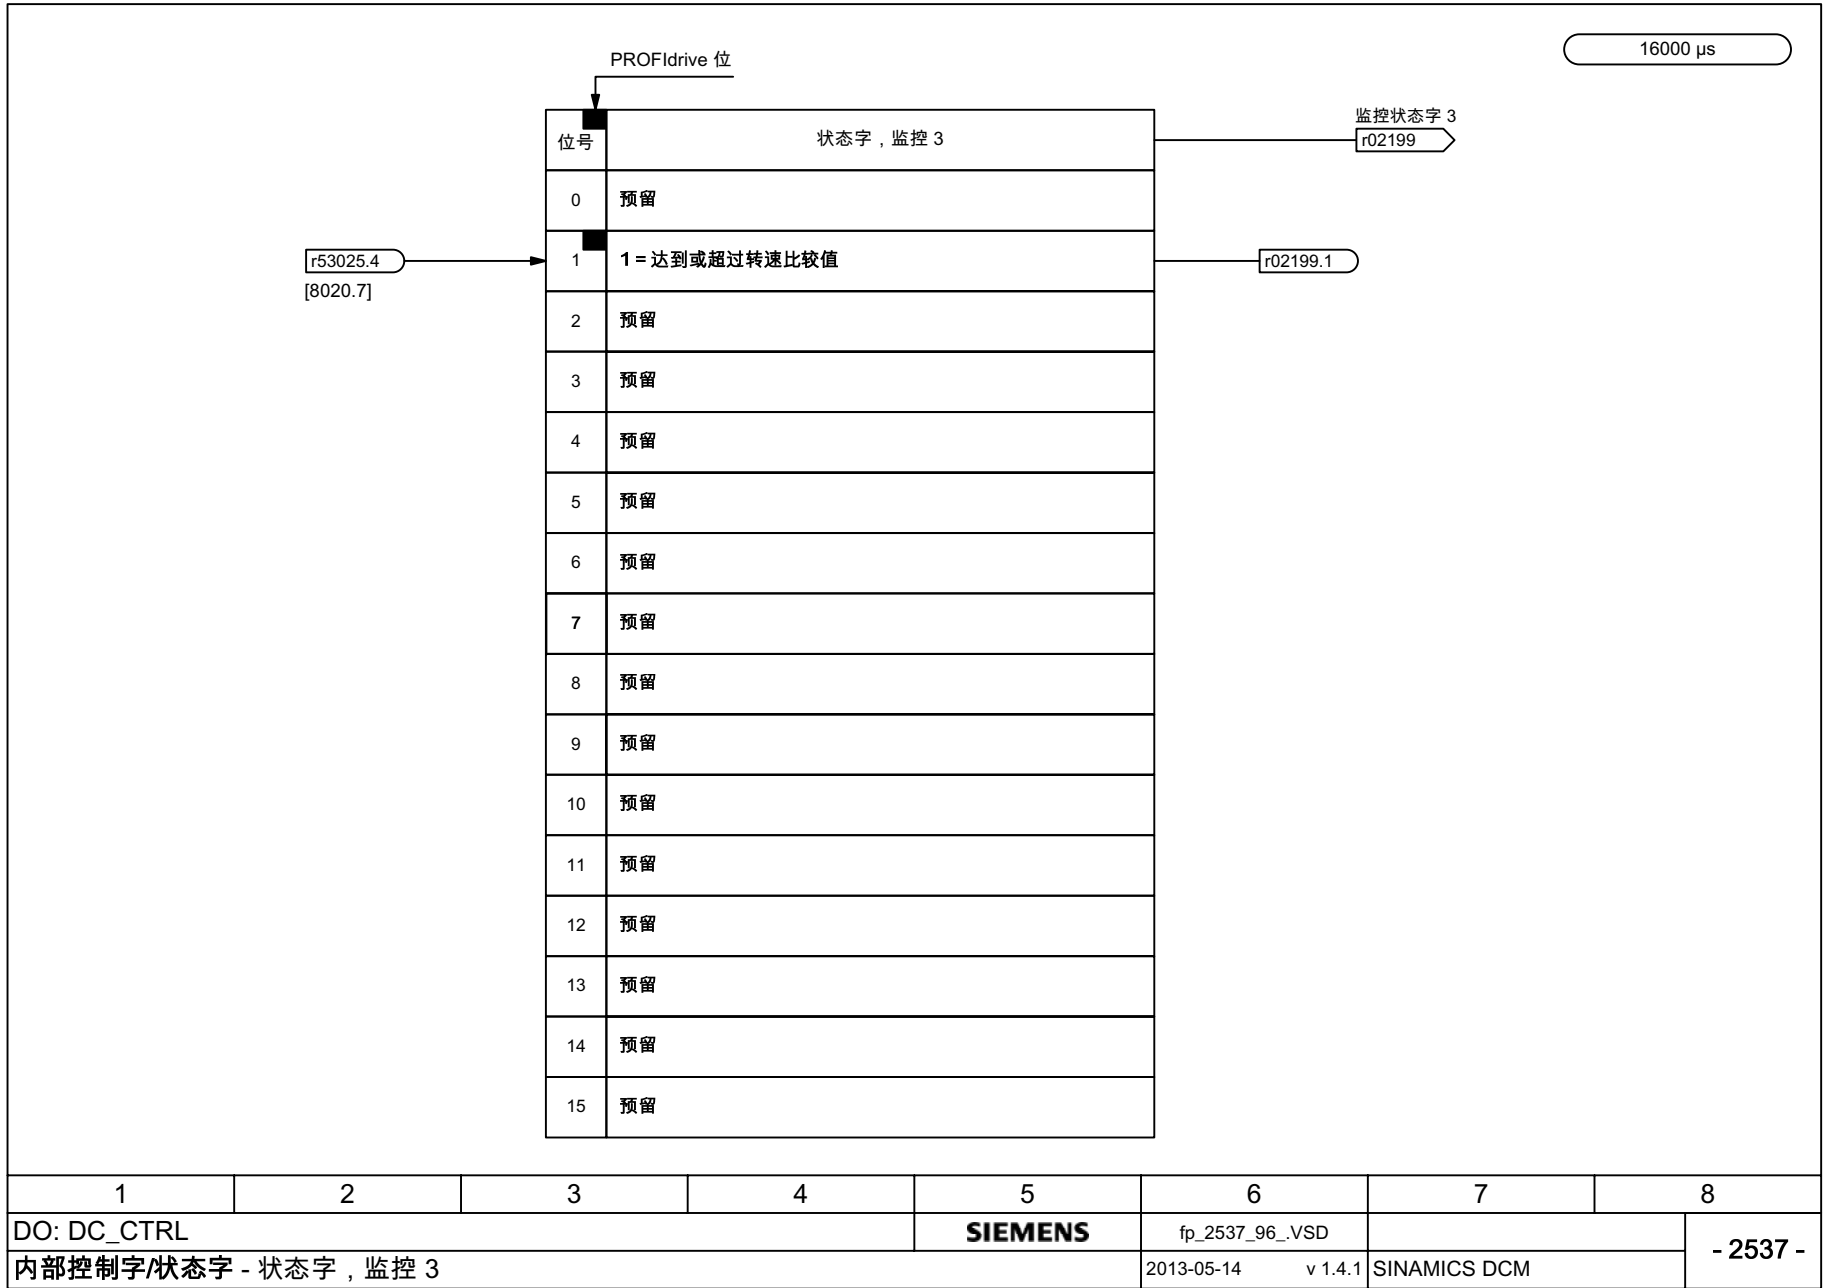 16000 µs
PROFIdrive 位
监控状态字 3
位号 状态字，监控 3 r02199
0 预留
r53025.4 1 1 = 达到或超过转速比较值 r02199.1
[8020.7]
2 预留
3 预留
4 预留
5 预留
6 预留
7 预留
8 预留
9 预留
10 预留
11 预留
12 预留
13 预留
14 预留
15 预留
1 2 3 4 5 6 7 8
DO: DC_CTRL SIEMENS fp_2537_96_.VSD - 2537 -
内部控制字/状态字 - 状态字，监控 3 2013-05-14 v 1.4.1 SINAMICS DCM